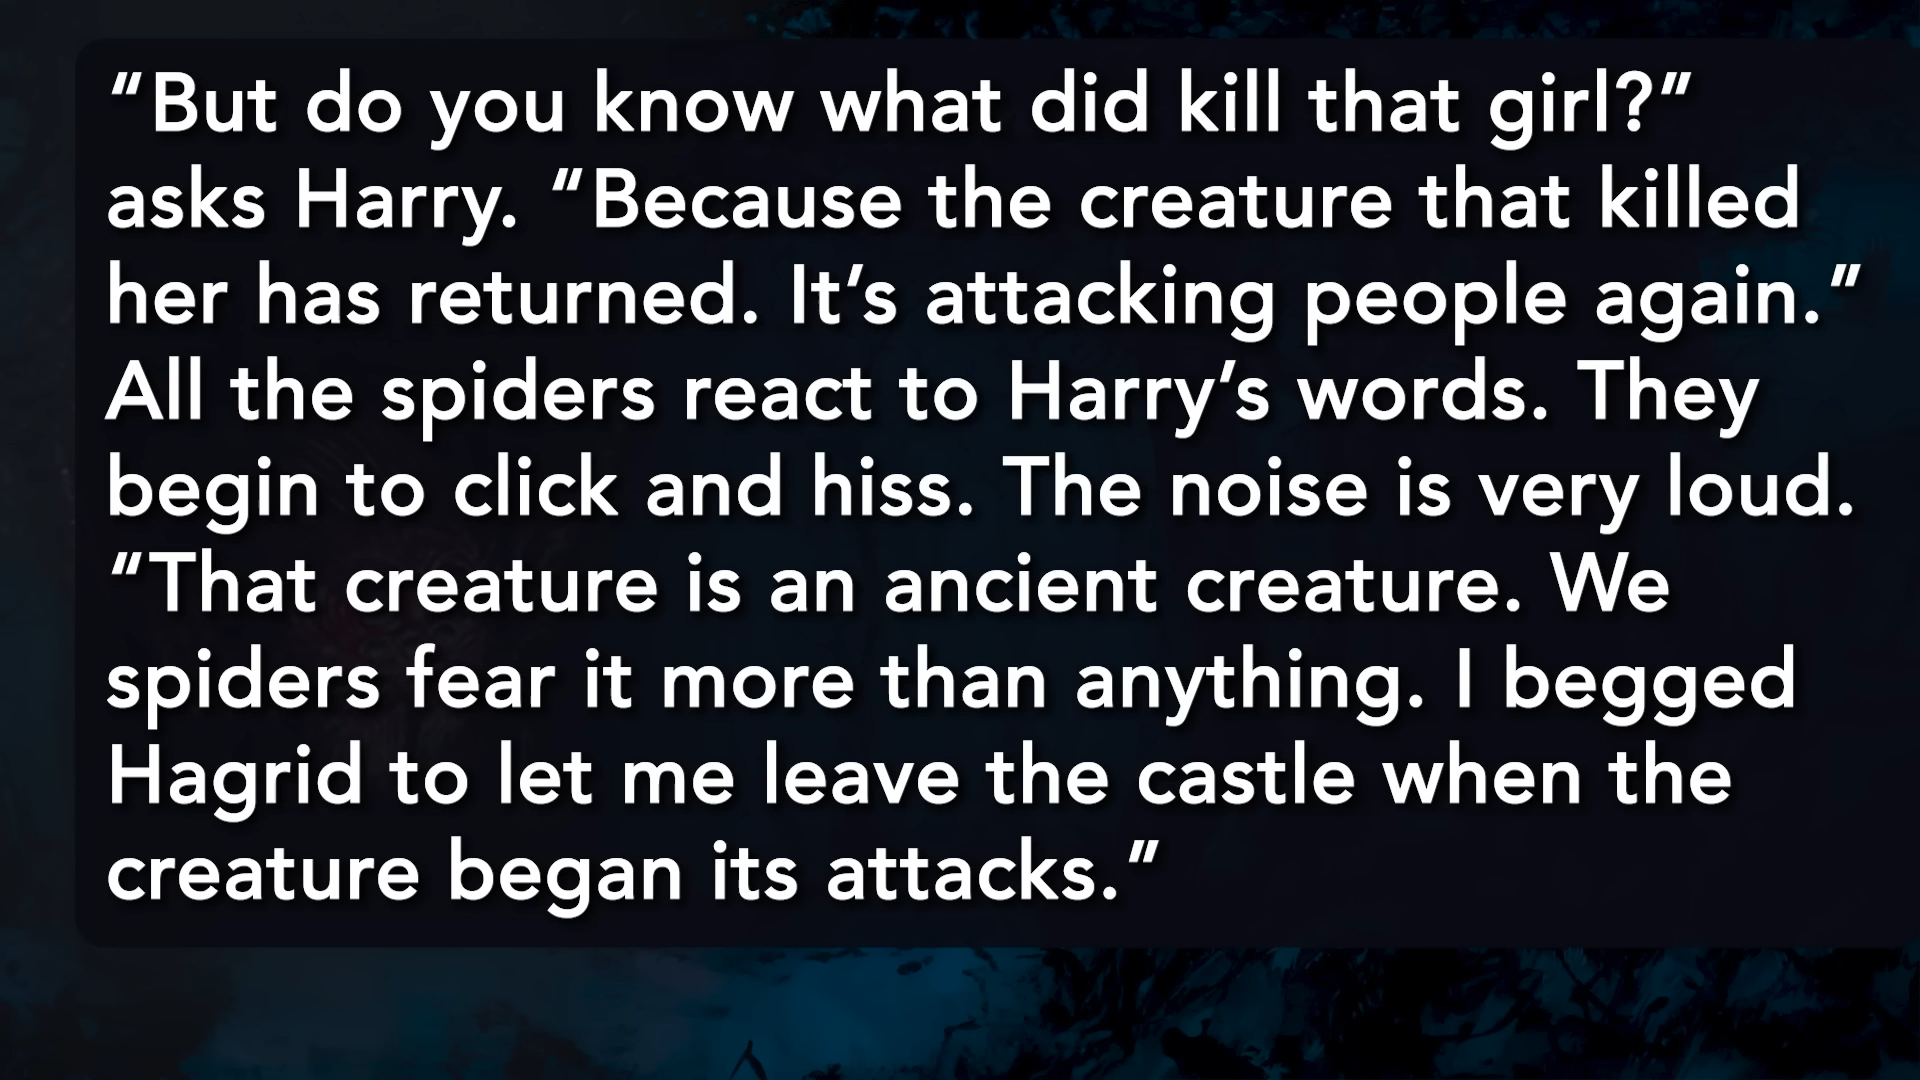 “But do you know what did kill that girl?”
asks Harry. “Because the creature that killed
her has returned. It’s attacking people again.”
All the spiders react to Harry’s words. They
begin to click and hiss. The noise is very loud.
“That creature is an ancient creature. We
spiders fear it more than anything. I begged
Hagrid to let me leave the castle when the
creature began its attacks.”